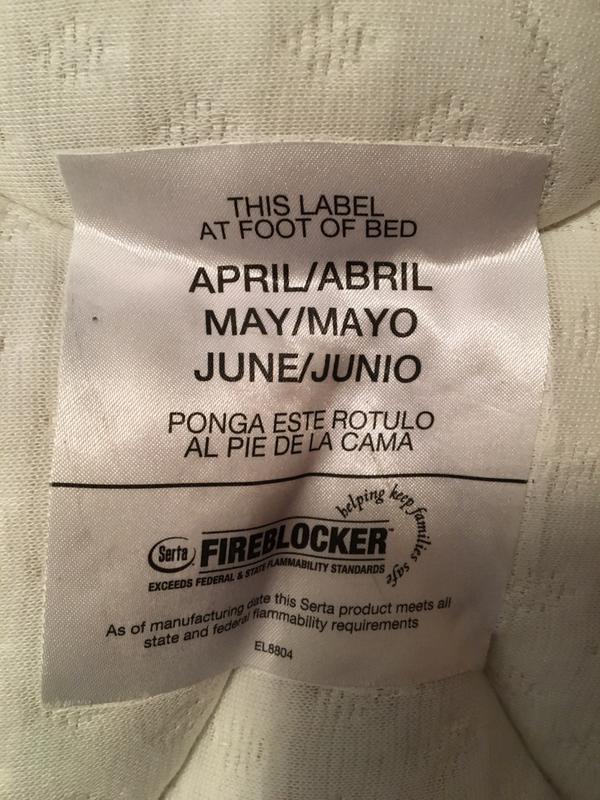 THIS LABEL
AT FOOT OF BED
APRIL/ABRIL
MAY/MAYO
JUNE/JUNIO
PONGA ESTE ROTULO
AL PIE DE LA CAMA
helping keep families safe
Serta FIREBLOCKER™
EXCEEDS FEDERAL & STATE FLAMMABILITY STANDARDS
As of manufacturing date this Serta product meets all
state and federal flammability requirements
EL8804